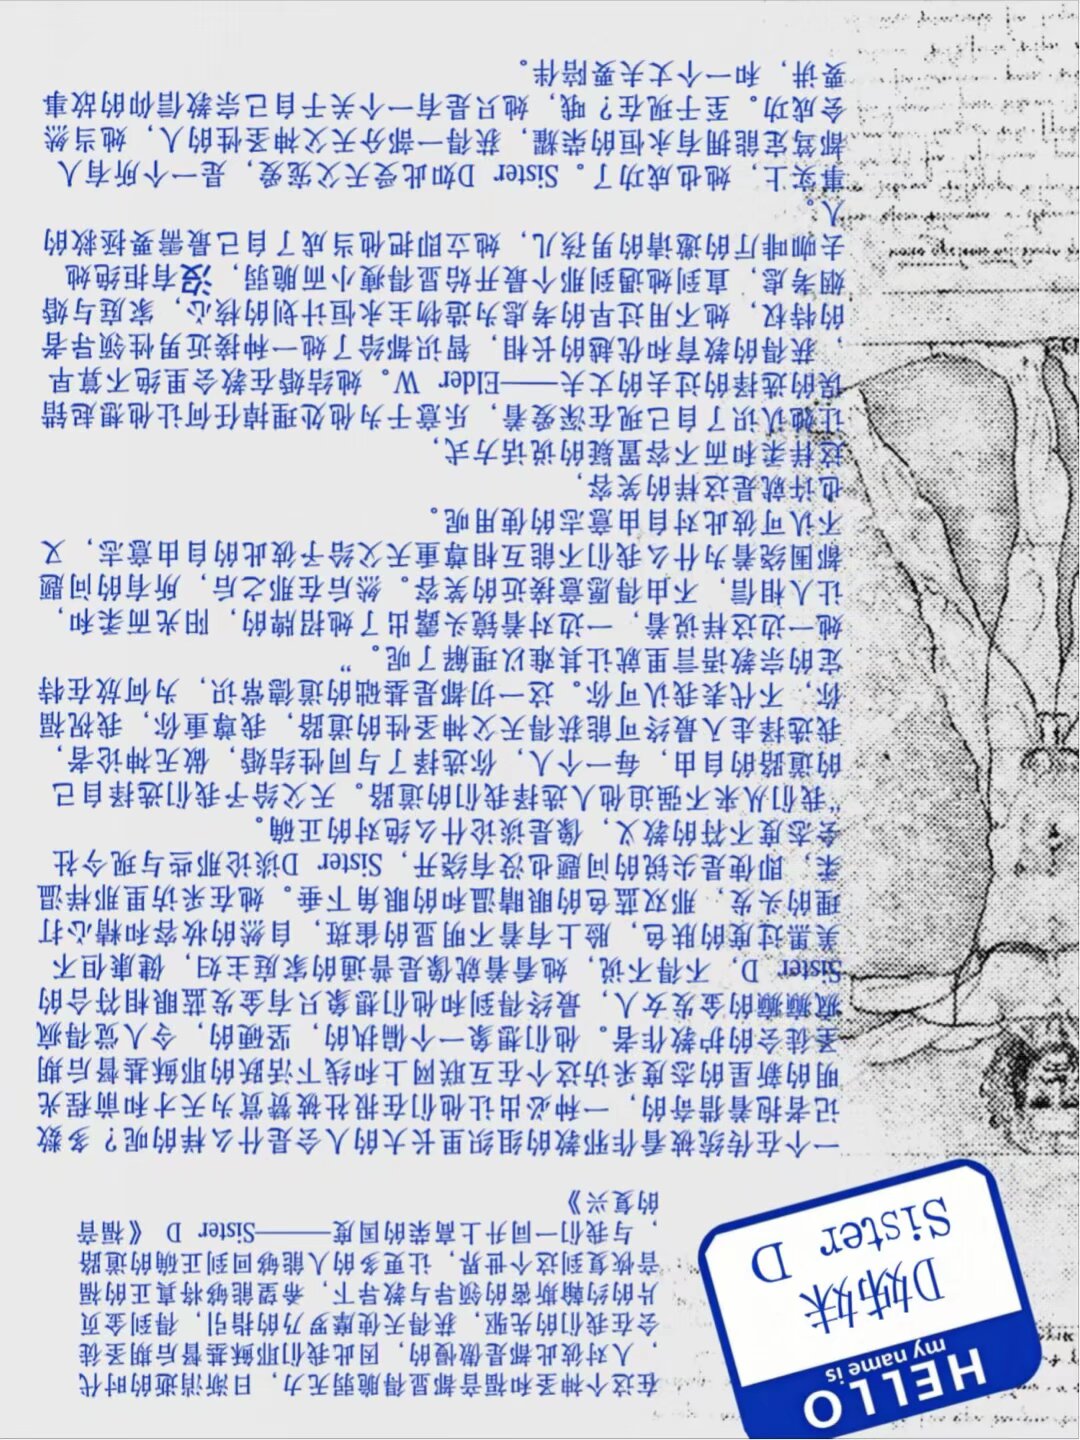 HELLO
my name is
D姊妹
Sister D
在这个神圣和福音都显得脆弱无力，日渐消逝的时代
，人对彼此都是傲慢的，因此我们耶稣基督后期圣徒
会在我们的先驱，获得天使摩罗乃的指引，得到金页
片的约翰斯密的领导与教导下，希望能够将真正的福
音恢复到这个世界，让更多的人能够回到正确的道路
，与我们一同升上高荣的国度———Sister D 《福音
的复兴》
一个在传统被看作邪教的组织里长大的人会是什么样的呢？多数
记者抱着猎奇的，一种必出让他们在报社被赞赏为天才和前程光
明的新星的态度采访这个在互联网上和线下活跃的耶稣基督后期
圣徒会的护教作者。他们想象一个偏执的，坚硬的，令人觉得疯
疯癫癫的金发女人，最终得到和他们想象只有金发蓝眼相符合的
Sister D，不得不说，她看着就像是普通的家庭主妇，健康但不
美黑过度的肤色，脸上有着不明显的雀斑，自然的妆容和精心打
理的头发，那双蓝色的眼睛温和的眼角下垂。她在采访里那样温
柔，即使是尖锐的问题也没有绕开，Sister D谈论那些与现今社
会态度不符的教义，像是谈论什么绝对的正确。
“我们从来不强迫他人选择我们的道路。天父给予我们选择自己
的道路的自由，每一个人，你选择了与同性结婚，做无神论者，
我选择走入最终可能获得天父神圣性的道路，我尊重你，我祝福
你，不代表我认可你。这一切都是基础的道德常识，为何放在特
定的宗教语言里就让其难以理解了呢。”
她一边这样说着，一边对着镜头露出了她招牌的，阳光而柔和，
让人相信，不由得愿意接近的笑容。然后在那之后，所有的问题
都围绕着为什么我们不能互相尊重天父给予彼此的自由意志，又
不认可彼此对自由意志的使用呢。
也许就是这样的笑容，
这样柔和而不容置疑的说话方式，
让她认识了自己现在深爱着，乐意于为他处理掉任何让他想起错
误的选择的过去的丈夫——Elder W。她结婚在教会里绝不算早
，获得的教育和优越的长相，智识都给了她一种接近男性领导者
的特权，她不用过早的考虑为造物主永恒计划的核心，家庭与婚
姻考虑，直到她遇到那个最开始显得瘦小而脆弱，沒有拒绝她
去咖啡厅的邀请的男孩儿，她立即把他当成了自己最需要拯救的
人。
事实上，她也成功了。Sister D如此受天父宠爱，是一个所有人
都笃定能拥有永恒的荣耀，获得一部分天父神圣性的人，她当然
会成功。至于现在？哦，她只是有一个关于自己宗教信仰的故事
要讲，和一个丈夫要陪伴。